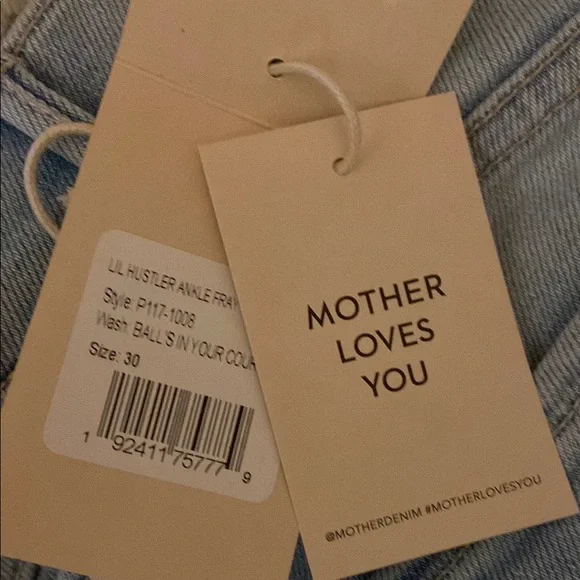 LIL HUSTLER ANKLE FRAY
Style: P117-1008
Wash: BALL'S IN YOUR COUR
Size: 30
1 92411 75777 9
MOTHER
LOVES
YOU
@MOTHERDENIM #MOTHERLOVESYOU